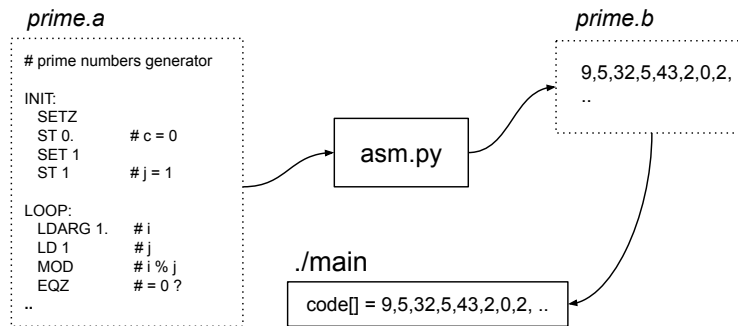 prime.a
# prime numbers generator
INIT:
SETZ
ST 0. # c = 0
SET 1
ST 1 # j = 1
LOOP:
LDARG 1. # i
LD 1 # j
MOD # i % j
EQZ # = 0 ?
..
asm.py
prime.b
9,5,32,5,43,2,0,2,
..
./main
code[] = 9,5,32,5,43,2,0,2, ..